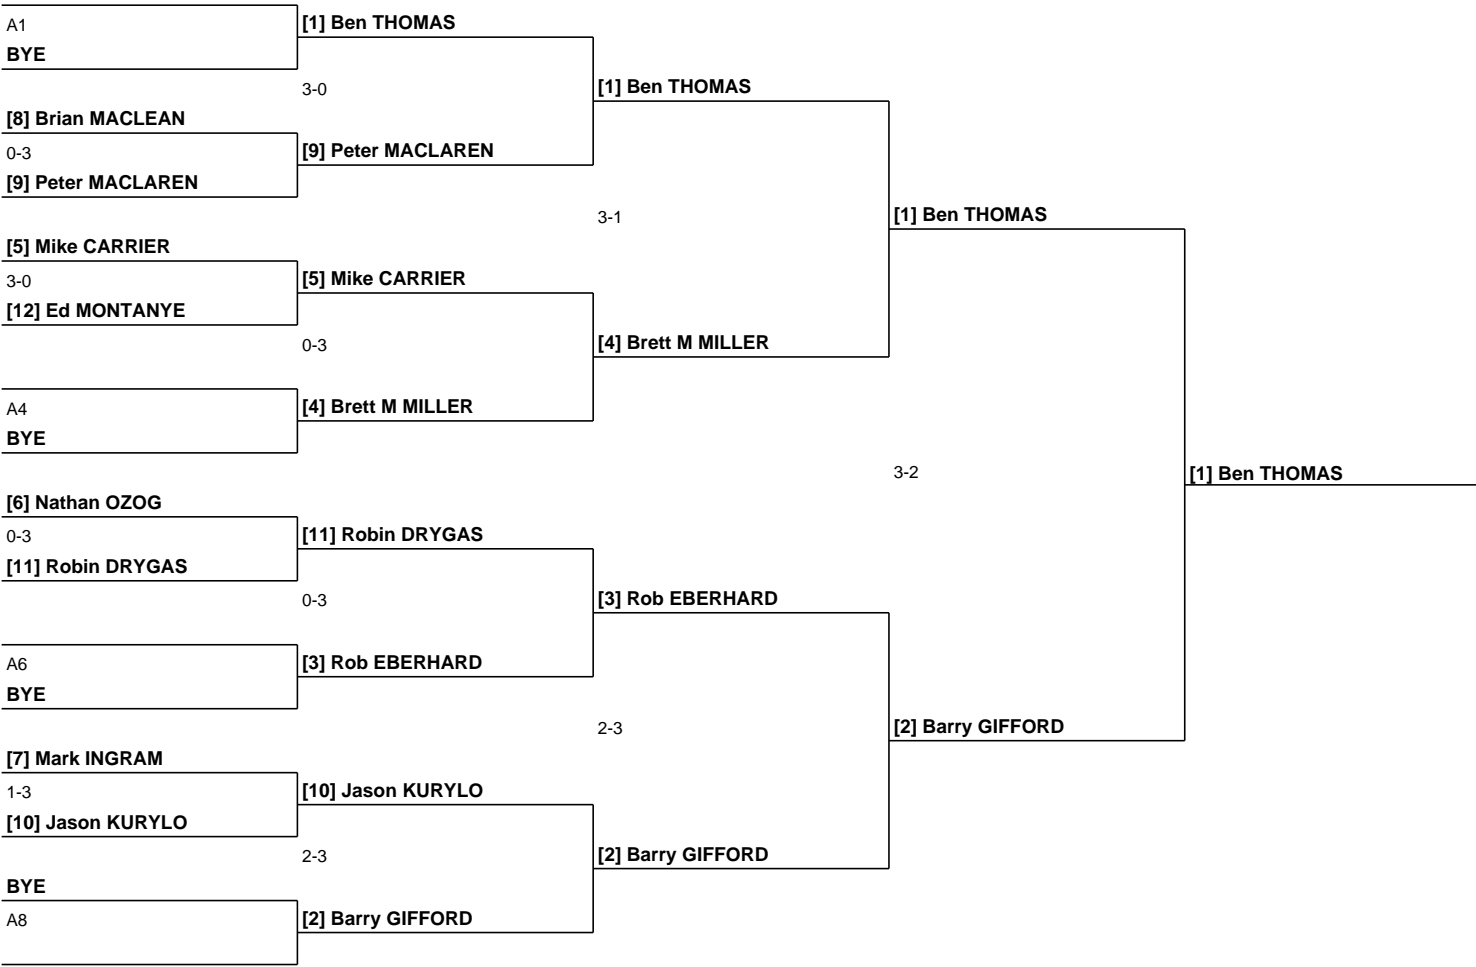 A1
BYE
[8] Brian MACLEAN
0-3
[9] Peter MACLAREN
[5] Mike CARRIER
3-0
[12] Ed MONTANYE
A4
BYE
[6] Nathan OZOG
0-3
[11] Robin DRYGAS
A6
BYE
[7] Mark INGRAM
1-3
[10] Jason KURYLO
BYE
A8
[1] Ben THOMAS
3-0
[9] Peter MACLAREN
[5] Mike CARRIER
0-3
[4] Brett M MILLER
[11] Robin DRYGAS
0-3
[3] Rob EBERHARD
[10] Jason KURYLO
2-3
[2] Barry GIFFORD
[1] Ben THOMAS
3-1
[4] Brett M MILLER
[3] Rob EBERHARD
2-3
[2] Barry GIFFORD
[1] Ben THOMAS
3-2
[2] Barry GIFFORD
[1] Ben THOMAS